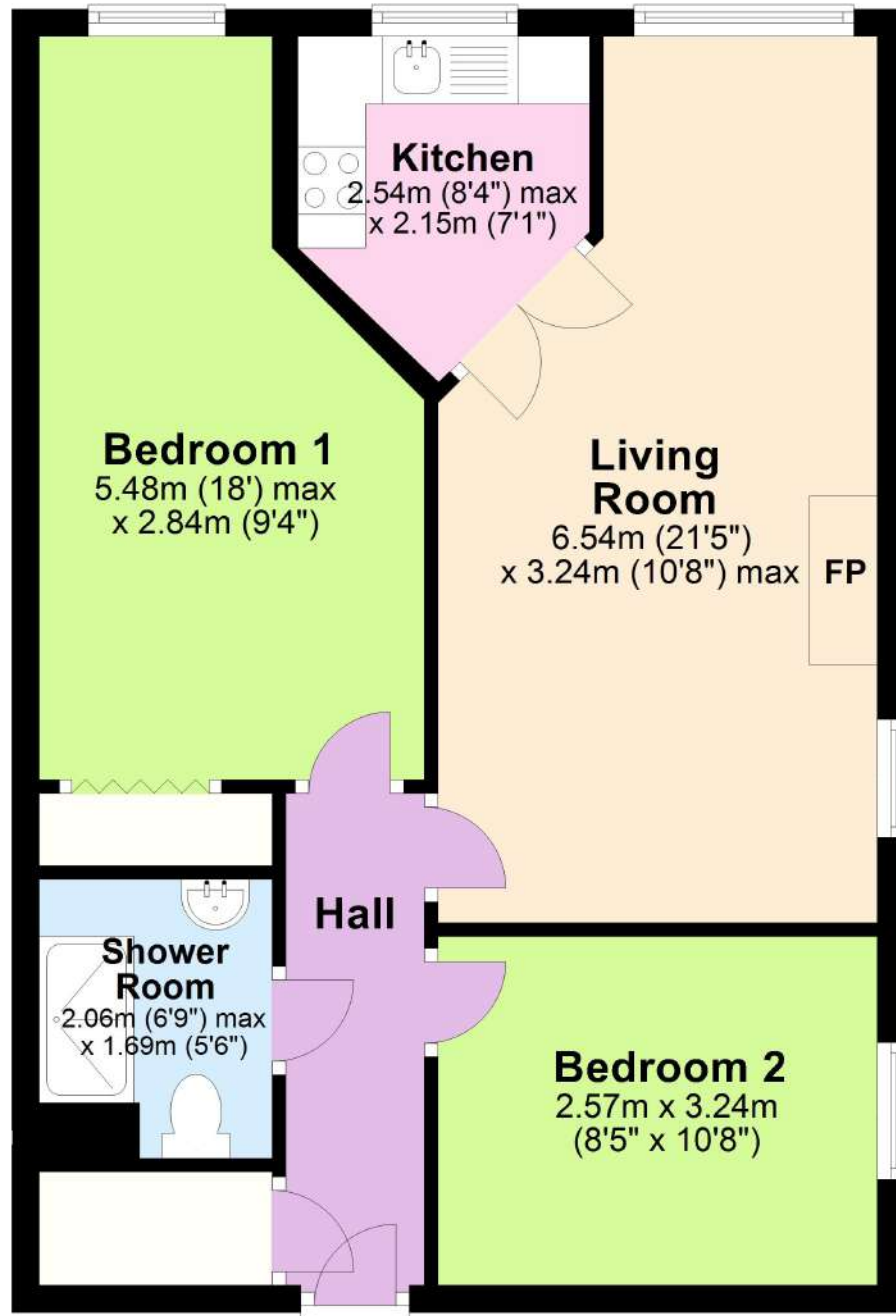 Kitchen
2.54m (8'4") max
x 2.15m (7'1")
Bedroom 1
5.48m (18') max
x 2.84m (9'4")
Living
Room
6.54m (21'5")
x 3.24m (10'8") max
FP
Hall
Shower
Room
2.06m (6'9") max
x 1.69m (5'6")
Bedroom 2
2.57m x 3.24m
(8'5" x 10'8")